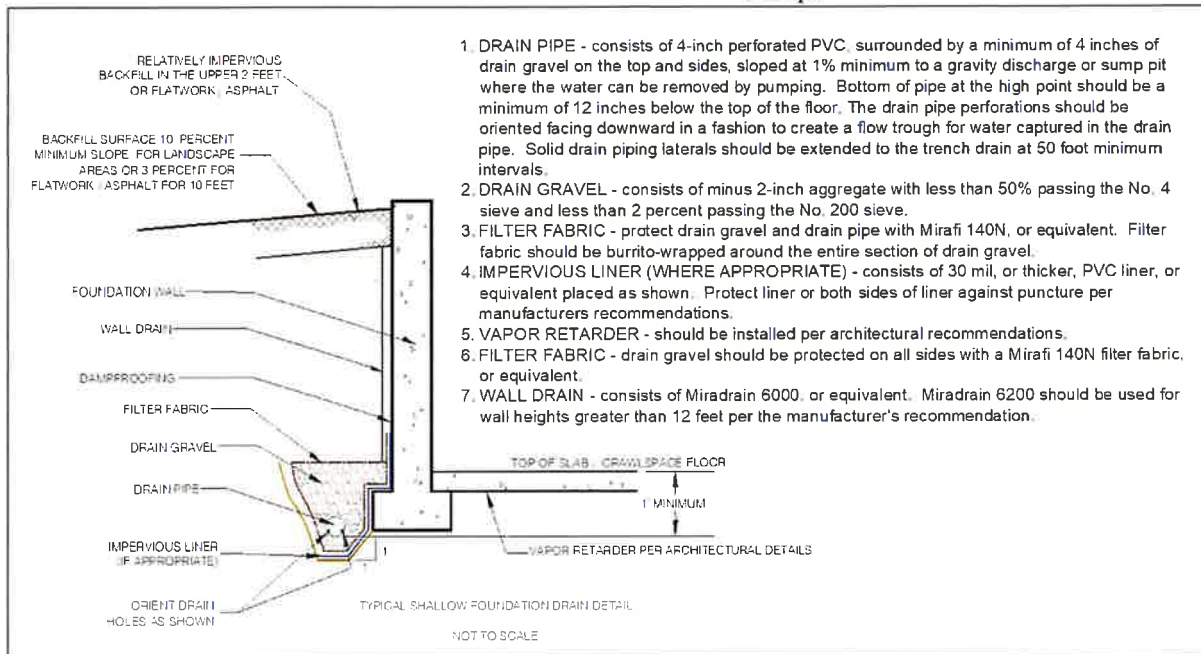 RELATIVELY IMPERVIOUS
BACKFILL IN THE UPPER 2 FEET
OR FLATWORK / ASPHALT
BACKFILL SURFACE 10 PERCENT
MINIMUM SLOPE FOR LANDSCAPE
AREAS OR 3 PERCENT FOR
FLATWORK / ASPHALT FOR 10 FEET
FOUNDATION WALL
WALL DRAIN
DAMPPROOFING
FILTER FABRIC
DRAIN GRAVEL
DRAIN PIPE
IMPERVIOUS LINER
(IF APPROPRIATE)
ORIENT DRAIN
HOLES AS SHOWN
1. DRAIN PIPE - consists of 4-inch perforated PVC, surrounded by a minimum of 4 inches of
drain gravel on the top and sides, sloped at 1% minimum to a gravity discharge or sump pit
where the water can be removed by pumping. Bottom of pipe at the high point should be a
minimum of 12 inches below the top of the floor. The drain pipe perforations should be
oriented facing downward in a fashion to create a flow trough for water captured in the drain
pipe. Solid drain piping laterals should be extended to the trench drain at 50 foot minimum
intervals.
2. DRAIN GRAVEL - consists of minus 2-inch aggregate with less than 50% passing the No. 4
sieve and less than 2 percent passing the No. 200 sieve.
3. FILTER FABRIC - protect drain gravel and drain pipe with Mirafi 140N, or equivalent. Filter
fabric should be burrito-wrapped around the entire section of drain gravel.
4. IMPERVIOUS LINER (WHERE APPROPRIATE) - consists of 30 mil, or thicker, PVC liner, or
equivalent placed as shown. Protect liner or both sides of liner against puncture per
manufacturers recommendations.
5. VAPOR RETARDER - should be installed per architectural recommendations.
6. FILTER FABRIC - drain gravel should be protected on all sides with a Mirafi 140N filter fabric,
or equivalent.
7. WALL DRAIN - consists of Miradrain 6000, or equivalent. Miradrain 6200 should be used for
wall heights greater than 12 feet per the manufacturer's recommendation.
TOP OF SLAB / CRAWLSPACE FLOOR
1' MINIMUM
VAPOR RETARDER PER ARCHITECTURAL DETAILS
1
1
TYPICAL SHALLOW FOUNDATION DRAIN DETAIL
NOT TO SCALE